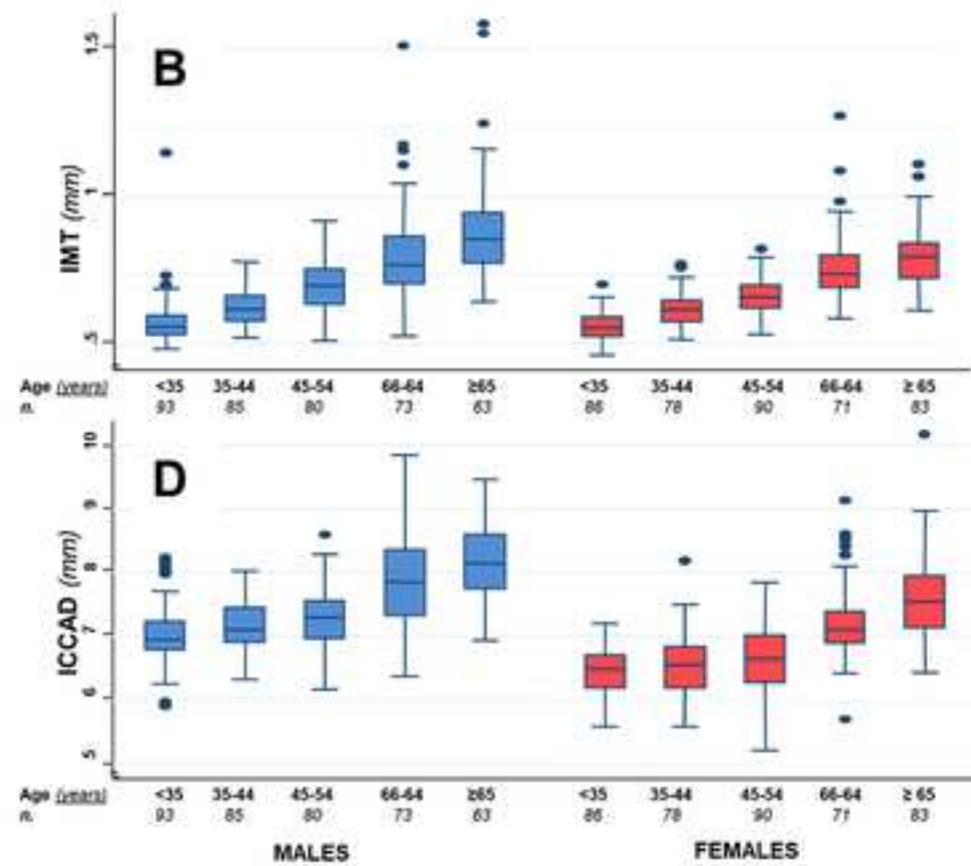 B
IMT (mm)
1.5
1
.5
Age (years) <35 35-44 45-54 66-64 ≥65 <35 35-44 45-54 66-64 ≥ 65
n. 93 85 80 73 63 86 78 90 71 83
D
ICCAD (mm)
10
9
8
7
6
5
Age (years) <35 35-44 45-54 66-64 ≥65 <35 35-44 45-54 66-64 ≥ 65
n. 93 85 80 73 63 86 78 90 71 83
MALES FEMALES